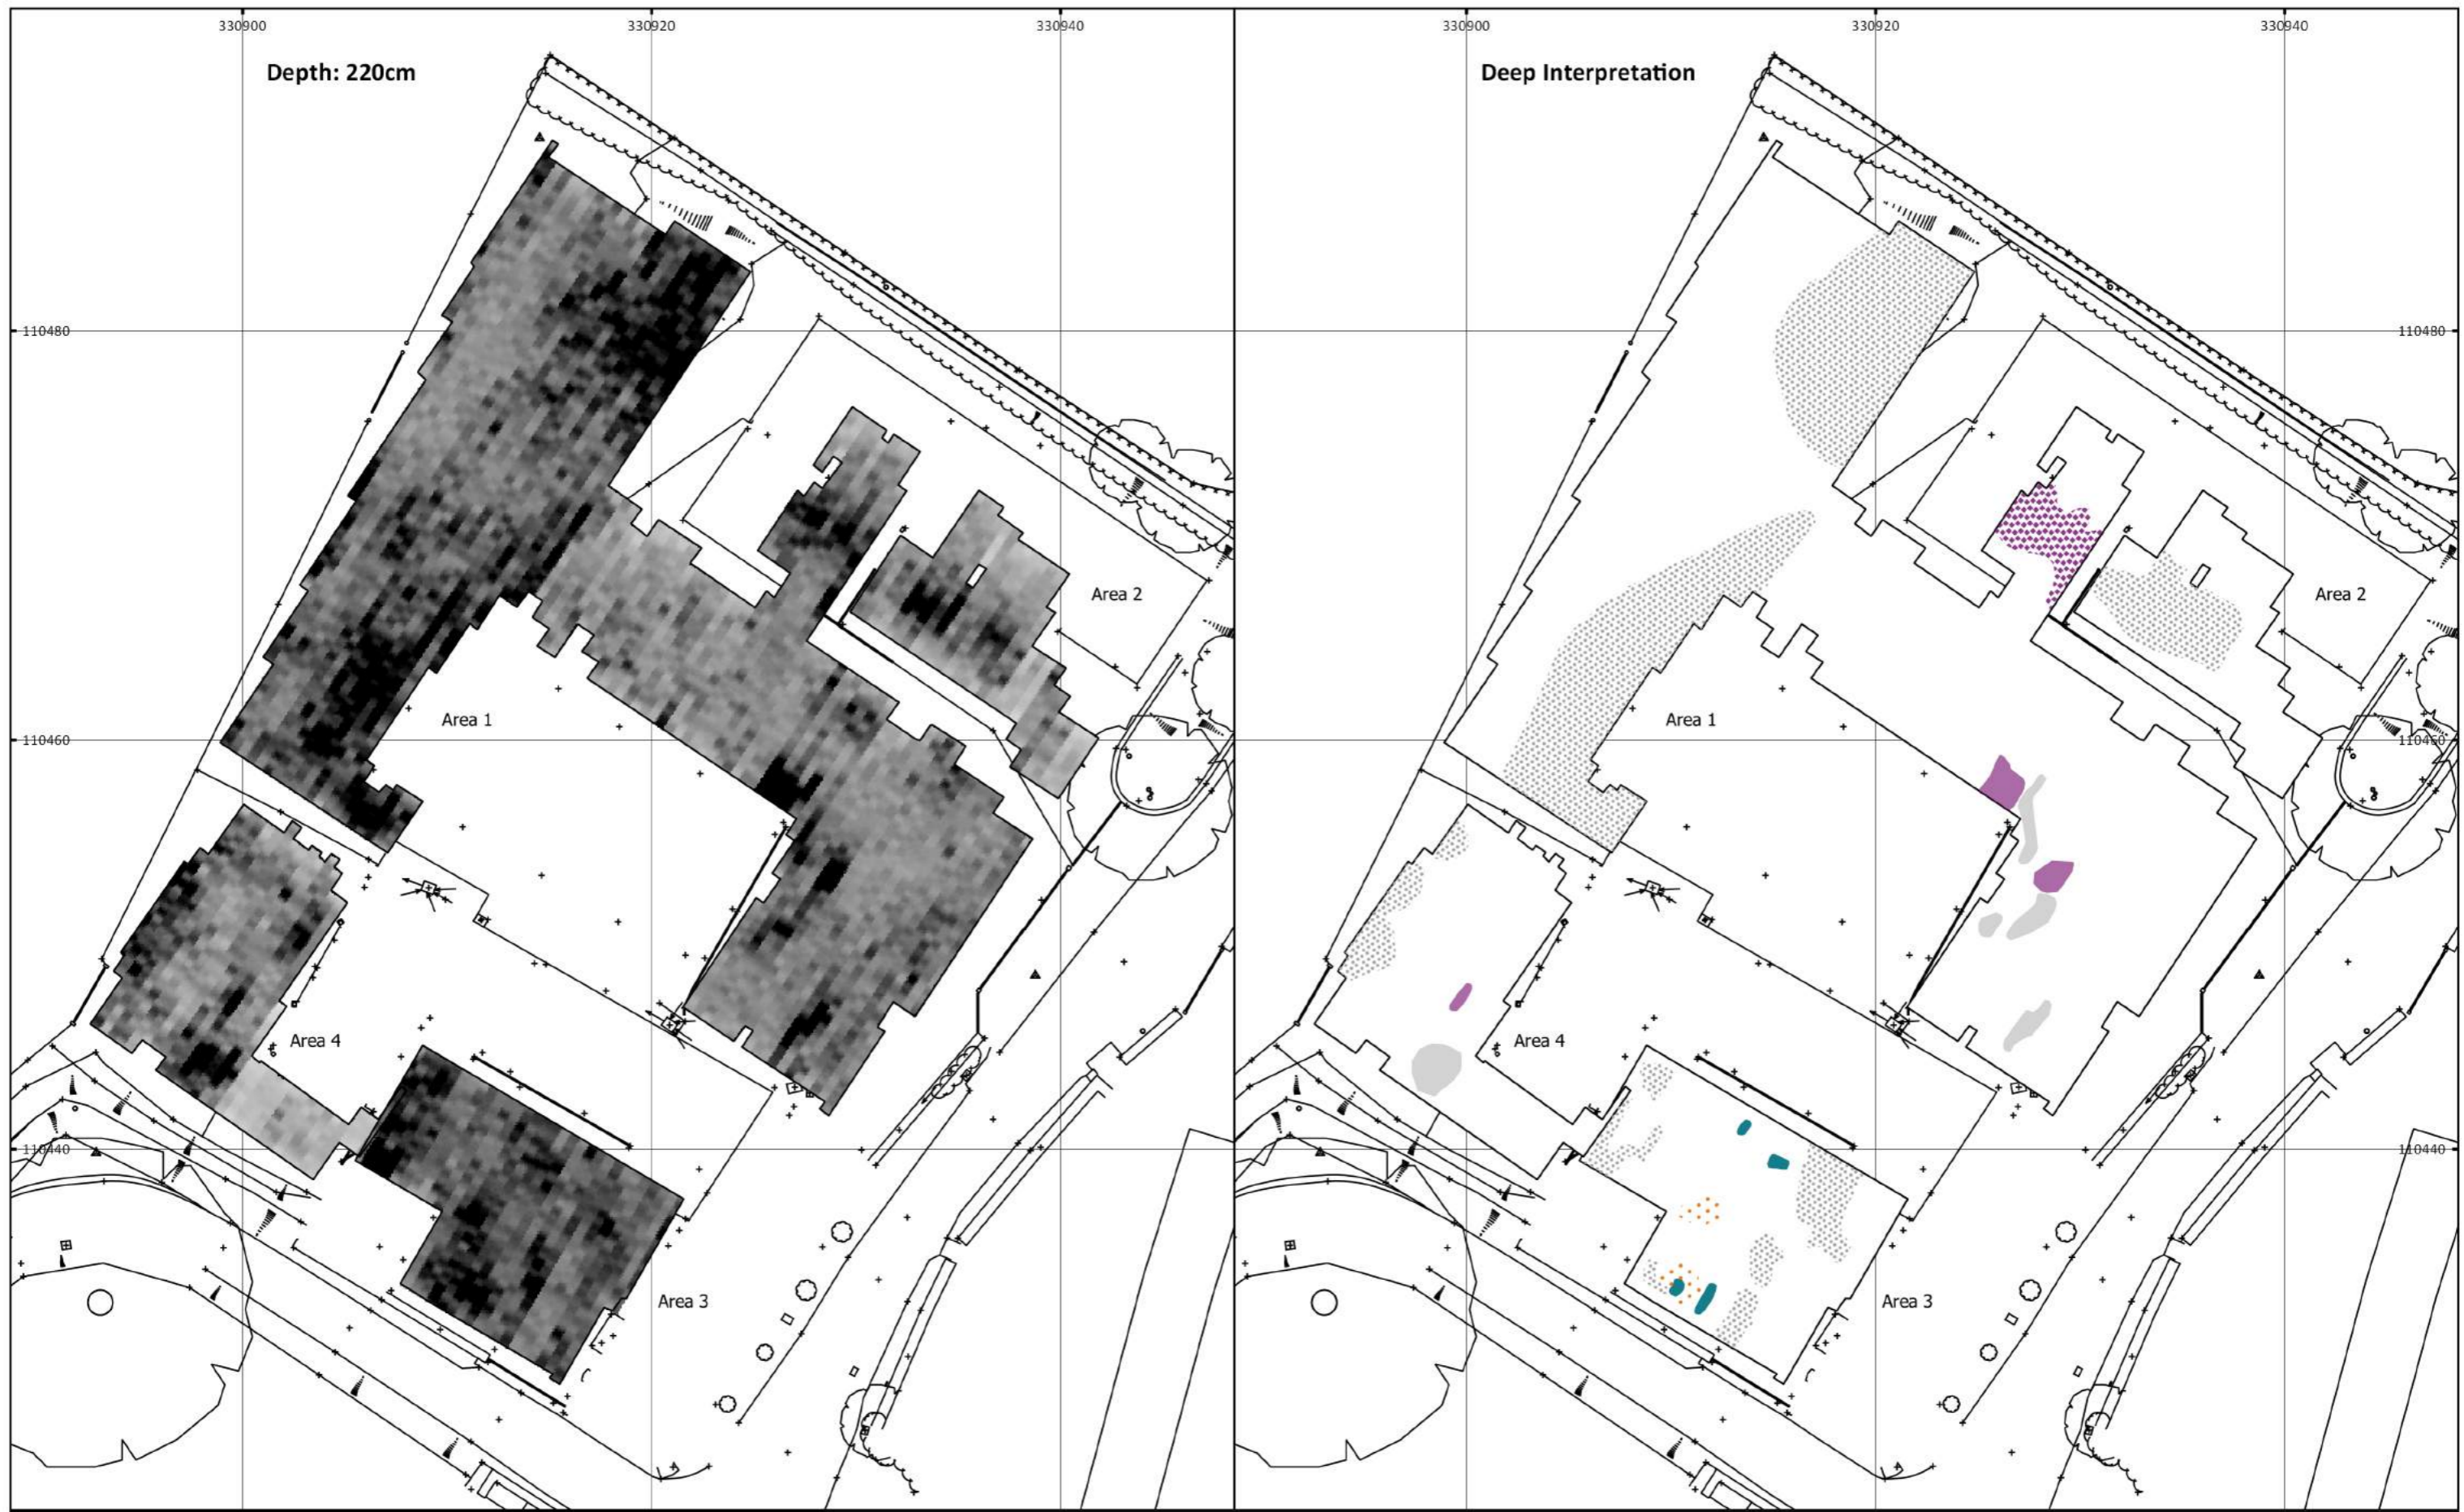 330900 330920 330940 330900 330920 330940
Depth: 220cm
Deep Interpretation
110480
110480
Area 2
Area 2
Area 1
Area 1
110460
110460
Area 4
Area 4
110440
110440
Area 3
Area 3